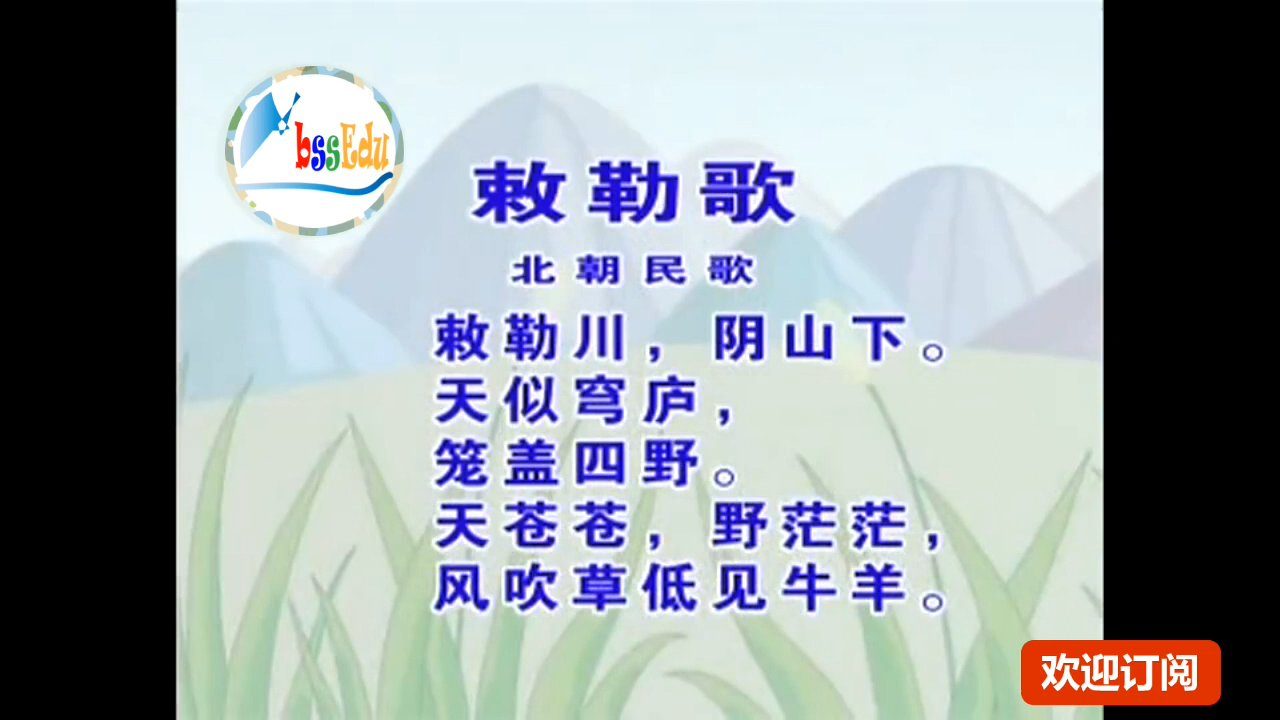 bssEdu
敕勒歌
北朝民歌
敕勒川，阴山下。
天似穹庐，
笼盖四野。
天苍苍，野茫茫，
风吹草低见牛羊。
欢迎订阅